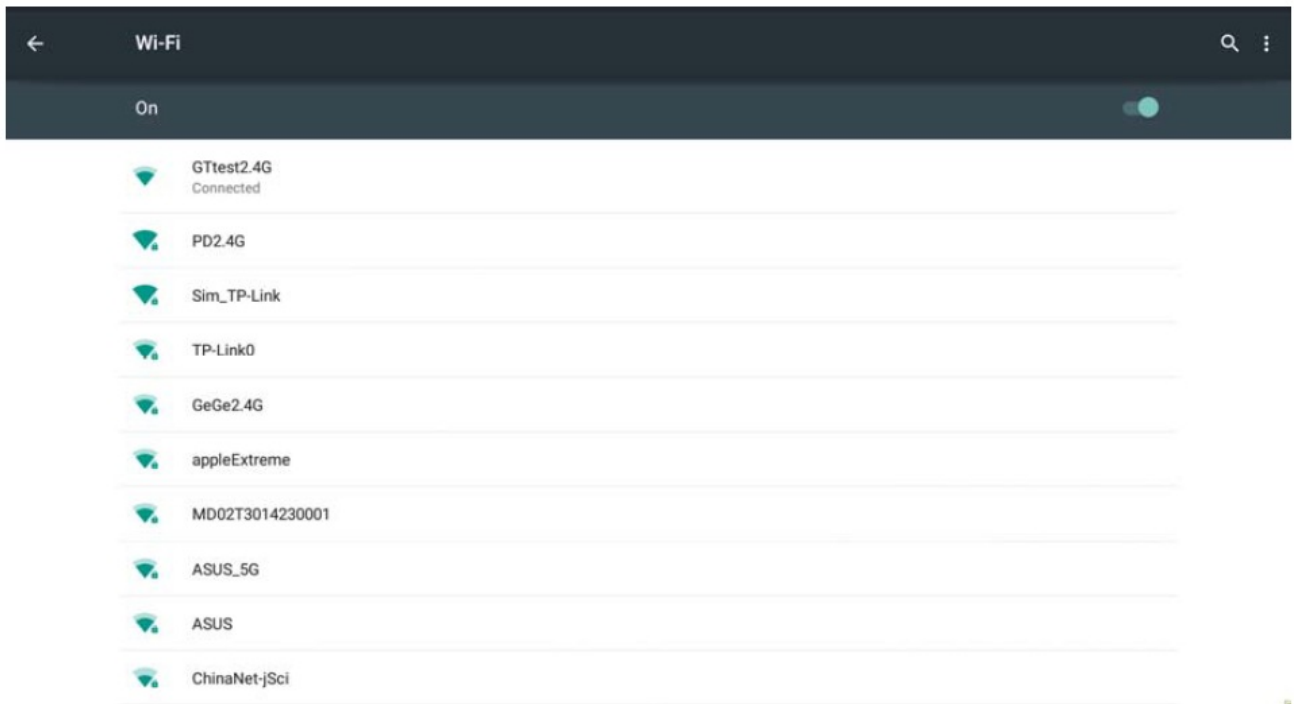 Wi-Fi
On
GTtest2.4G
Connected
PD2.4G
Sim_TP-Link
TP-Link0
GeGe2.4G
appleExtreme
MD02T3014230001
ASUS_5G
ASUS
ChinaNet-jSci